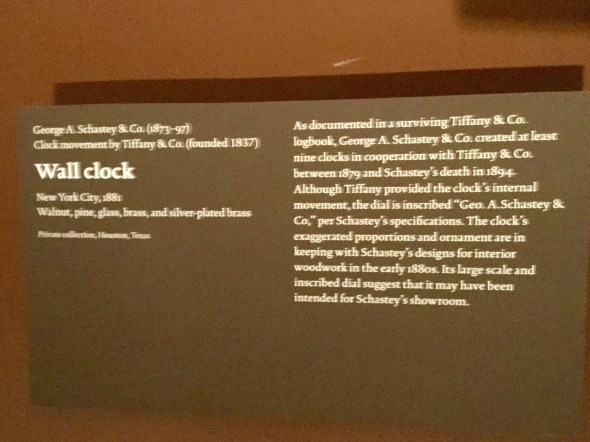 George A. Schastey & Co. (1873–97)
Clock movement by Tiffany & Co. (founded 1837)
Wall clock
New York City, 1881
Walnut, pine, glass, brass, and silver-plated brass
Private collection, Houston, Texas
As documented in a surviving Tiffany & Co.
logbook, George A. Schastey & Co. created at least
nine clocks in cooperation with Tiffany & Co.
between 1879 and Schastey's death in 1894.
Although Tiffany provided the clock's internal
movement, the dial is inscribed “Geo. A. Schastey &
Co,” per Schastey's specifications. The clock's
exaggerated proportions and ornament are in
keeping with Schastey's designs for interior
woodwork in the early 1880s. Its large scale and
inscribed dial suggest that it may have been
intended for Schastey's showroom.